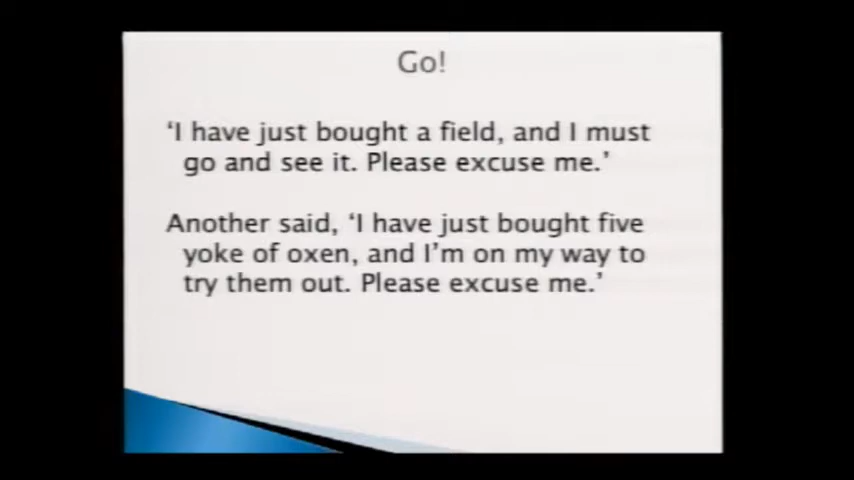 Go!
‘I have just bought a field, and I must
go and see it. Please excuse me.’
Another said, ‘I have just bought five
yoke of oxen, and I’m on my way to
try them out. Please excuse me.’